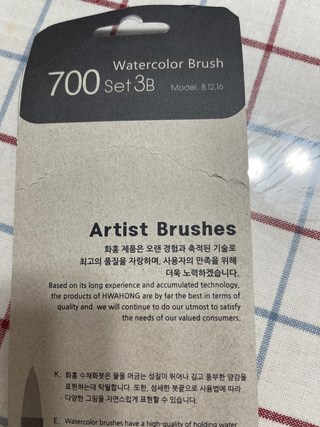 Watercolor Brush
700 Set 3B Model. 8,12,16
Artist Brushes
화홍 제품은 오랜 경험과 축적된 기술로
최고의 품질을 자랑하며, 사용자의 만족을 위해
더욱 노력하겠습니다.
Based on its long experience and accumulated technology,
the products of HWAHONG are by far the best in terms of
quality and we will continue to do our utmost to satisfy
the needs of our valued consumers.
K. 화홍 수채화붓은 물을 머금는 성질이 뛰어나 길고 풍부한 양감을
표현하는데 탁월합니다. 또한, 섬세한 붓끝으로 사용법에 따라
다양한 그림을 자연스럽게 표현할 수 있습니다.
E. Watercolor brushes have a high-quality of holding water